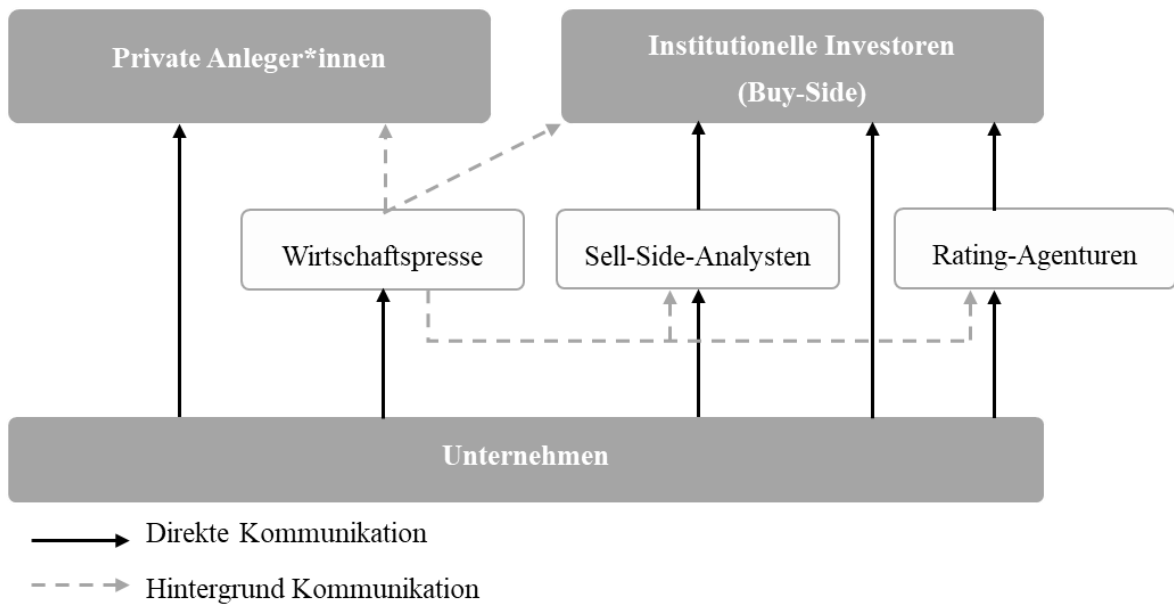 Private Anleger*innen
Institutionelle Investoren
(Buy-Side)
Wirtschaftspresse
Sell-Side-Analysten
Rating-Agenturen
Unternehmen
Direkte Kommunikation
Hintergrund Kommunikation